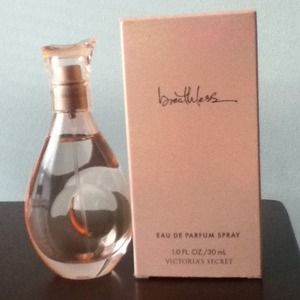 breathless
EAU DE PARFUM SPRAY
1.0 FL. OZ./30 mL
VICTORIA'S SECRET